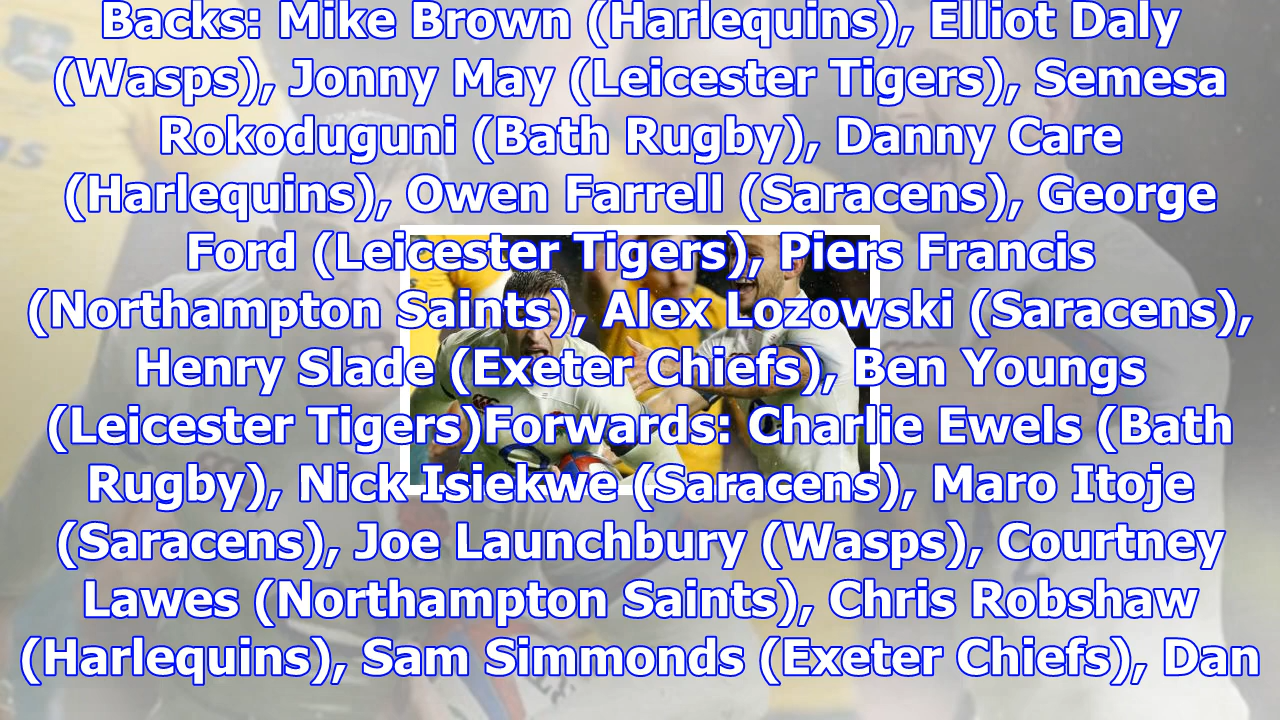 Backs: Mike Brown (Harlequins), Elliot Daly
(Wasps), Jonny May (Leicester Tigers), Semesa
Rokoduguni (Bath Rugby), Danny Care
(Harlequins), Owen Farrell (Saracens), George
Ford (Leicester Tigers), Piers Francis
(Northampton Saints), Alex Lozowski (Saracens),
Henry Slade (Exeter Chiefs), Ben Youngs
(Leicester Tigers)Forwards: Charlie Ewels (Bath
Rugby), Nick Isiekwe (Saracens), Maro Itoje
(Saracens), Joe Launchbury (Wasps), Courtney
Lawes (Northampton Saints), Chris Robshaw
(Harlequins), Sam Simmonds (Exeter Chiefs), Dan